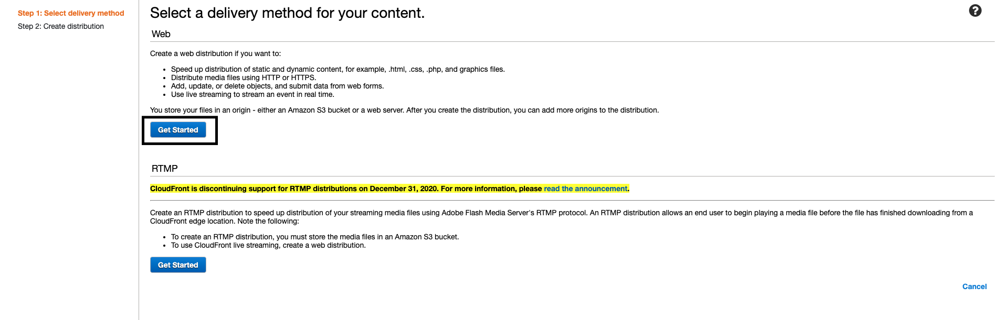 Step 1: Select delivery method
Step 2: Create distribution
Select a delivery method for your content.
?
Web
Create a web distribution if you want to:
• Speed up distribution of static and dynamic content, for example, .html, .css, .php, and graphics files.
• Distribute media files using HTTP or HTTPS.
• Add, update, or delete objects, and submit data from web forms.
• Use live streaming to stream an event in real time.
You store your files in an origin - either an Amazon S3 bucket or a web server. After you create the distribution, you can add more origins to the distribution.
Get Started
RTMP
CloudFront is discontinuing support for RTMP distributions on December 31, 2020. For more information, please read the announcement.
Create an RTMP distribution to speed up distribution of your streaming media files using Adobe Flash Media Server's RTMP protocol. An RTMP distribution allows an end user to begin playing a media file before the file has finished downloading from a
CloudFront edge location. Note the following:
• To create an RTMP distribution, you must store the media files in an Amazon S3 bucket.
• To use CloudFront live streaming, create a web distribution.
Get Started
Cancel